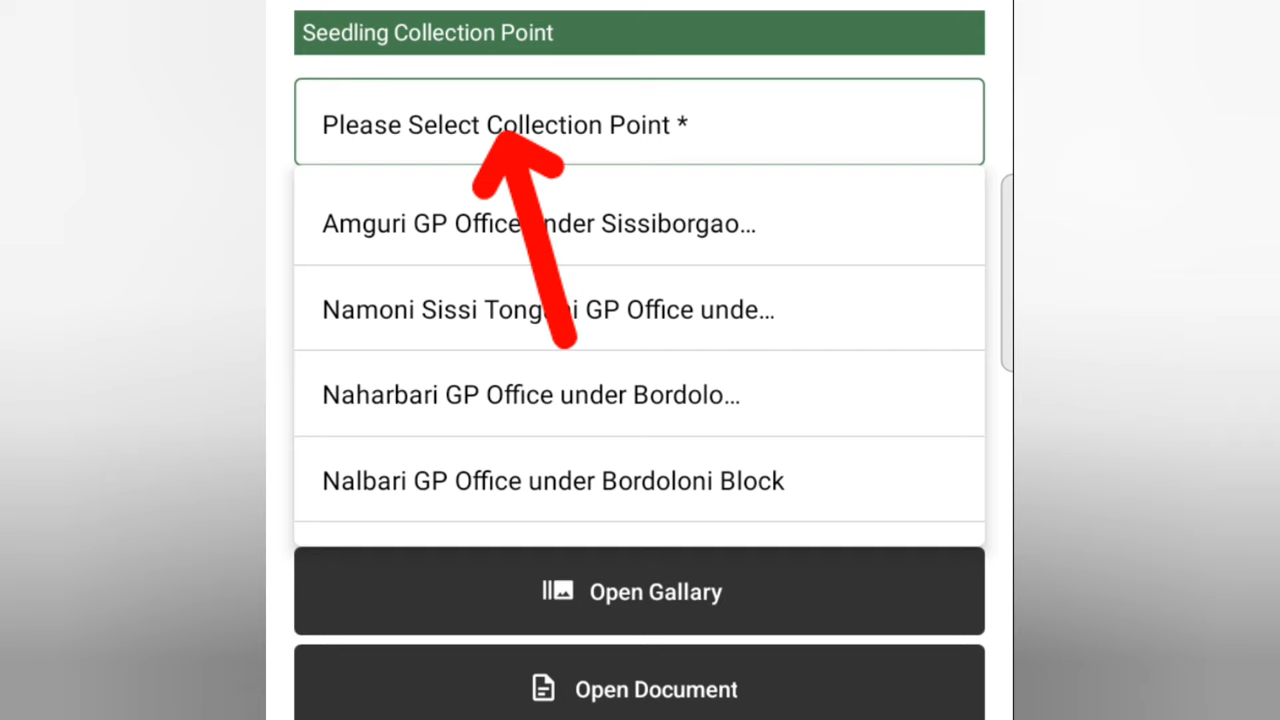 Seedling Collection Point
Please Select Collection Point *
Amguri GP Office under Sissiborgao...
Namoni Sissi GP Office unde...
Naharbari GP Office under Bordolo...
Nalbari GP Office under Bordoloni Block
Open Gallary
Open Document